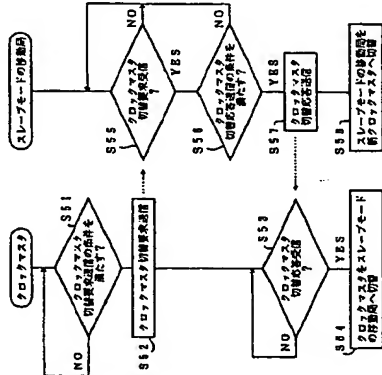 クロックマスタ
S51
クロックマスタ
切替要求送信の条件を
満たす?
NO
S52
クロックマスタ切替要求送信
S53
クロックマスタ
切替応答受信
?
NO
YES
S54
クロックマスタをスレーブモード
の移動局へ切替
スレーブモードの移動局
S55
クロックマスタ
切替要求受信
?
NO
YES
S56
クロックマスタ
切替応答送信の条件を
満たす?
NO
YES
S57
クロックマスタ
切替応答送信
S58
スレーブモードの移動局を
新クロックマスタへ切替